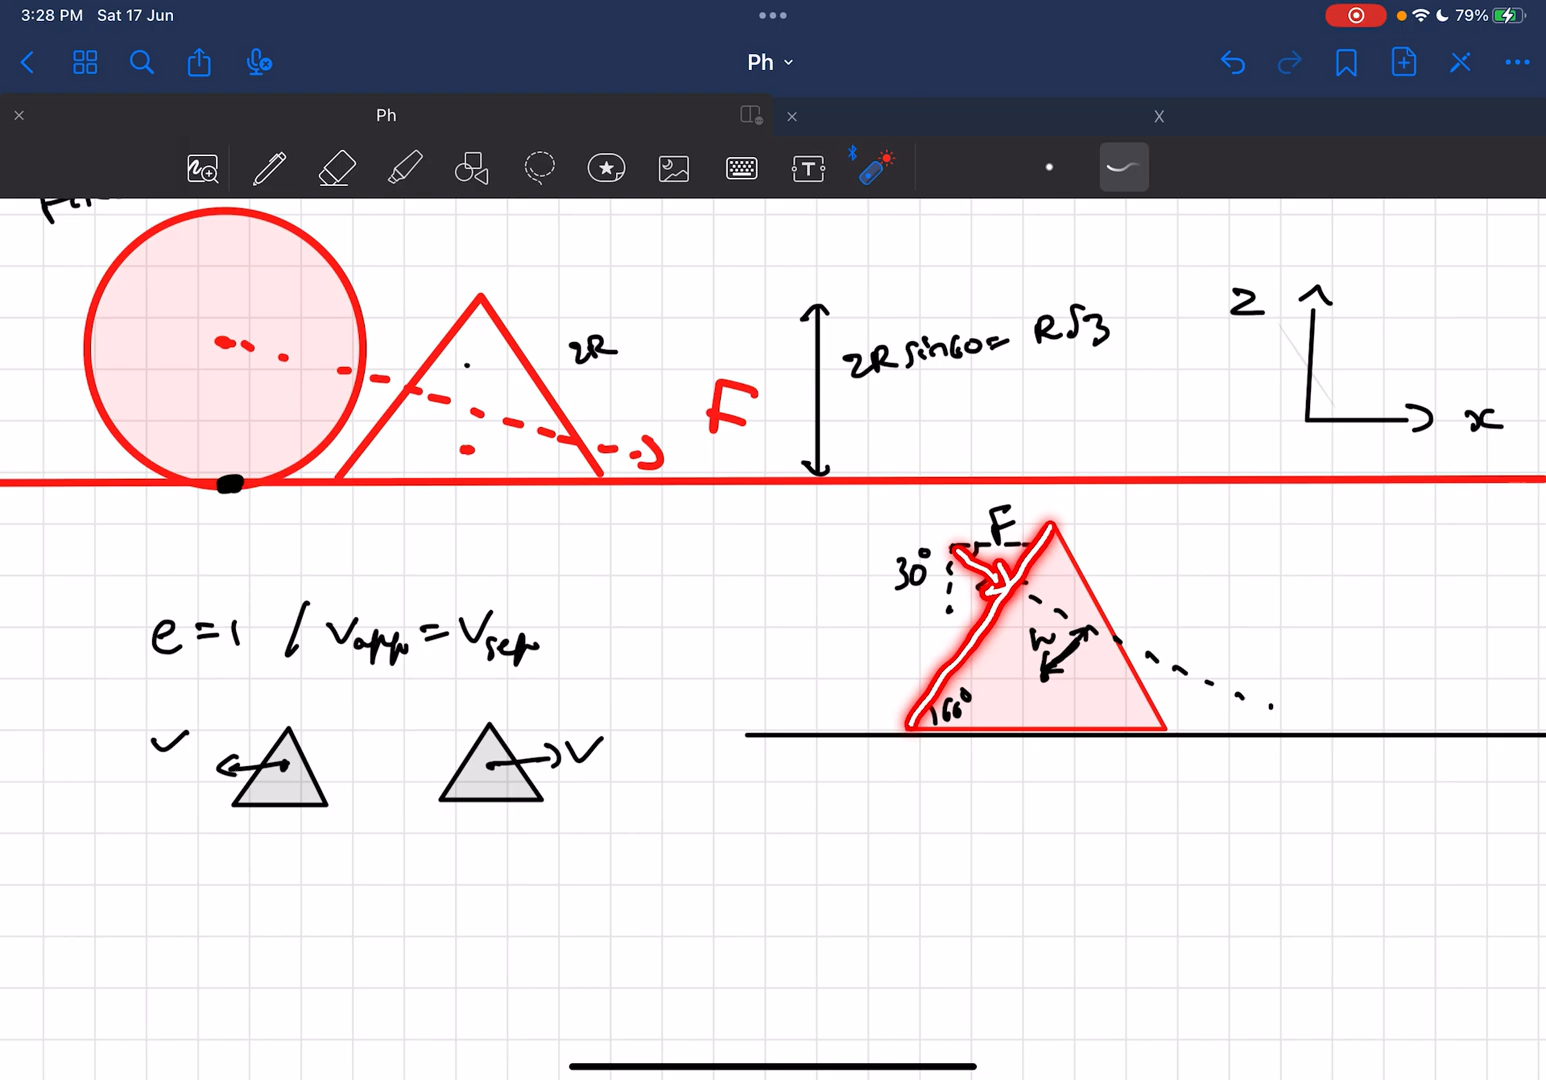 3:28 PM Sat 17 Jun
79%
Ph
Ph
X
T
2R
F
2R sin60 = R√3
Z
x
F
30°
h
60°
e = 1 / Vapp = Vsep
V